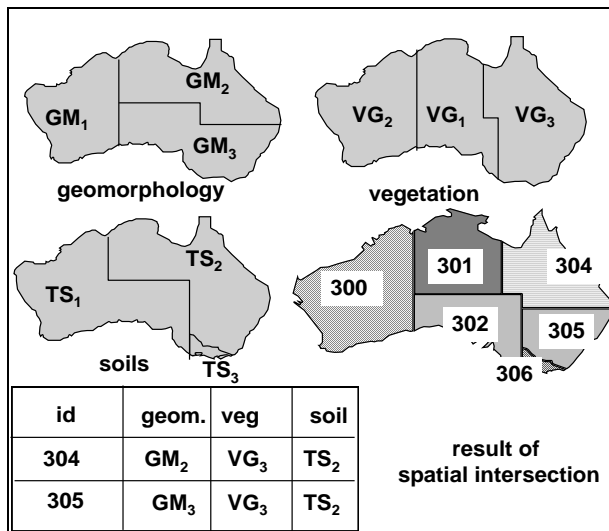 GM₂
GM₁
GM₃
geomorphology
VG₂ VG₁ VG₃
vegetation
TS₂
TS₁
TS₃
soils
300
301
304
302
305
306
id geom. veg soil
304 GM₂ VG₃ TS₂
305 GM₃ VG₃ TS₂
result of
spatial intersection